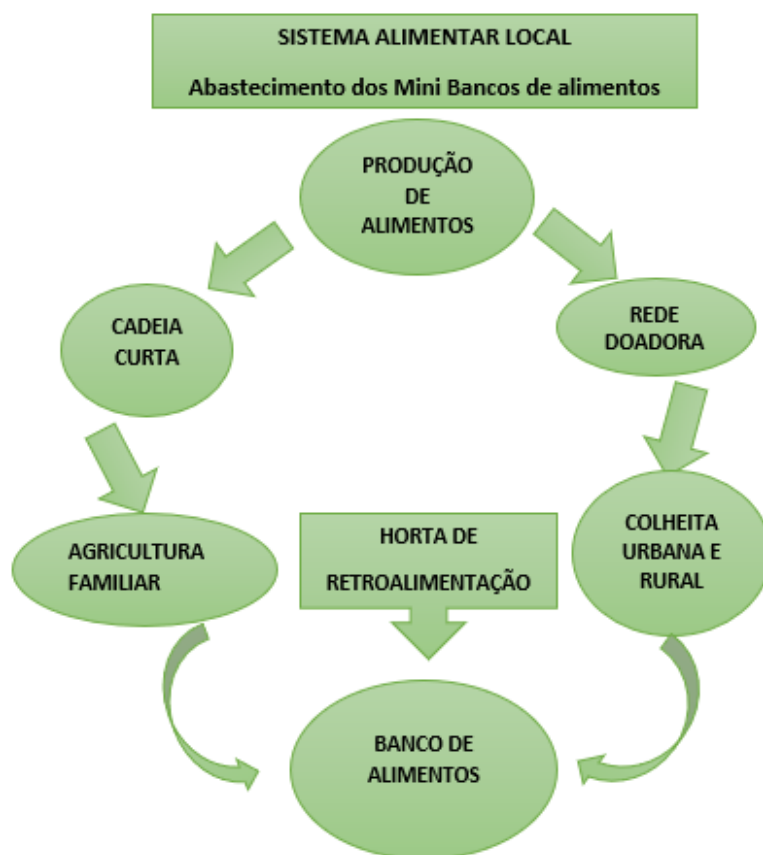 SISTEMA ALIMENTAR LOCAL
Abastecimento dos Mini Bancos de alimentos
PRODUÇÃO
DE
ALIMENTOS
CADEIA
CURTA
REDE
DOADORA
AGRICULTURA
FAMILIAR
HORTA DE
RETROALIMENTAÇÃO
COLHEITA
URBANA E
RURAL
BANCO DE
ALIMENTOS